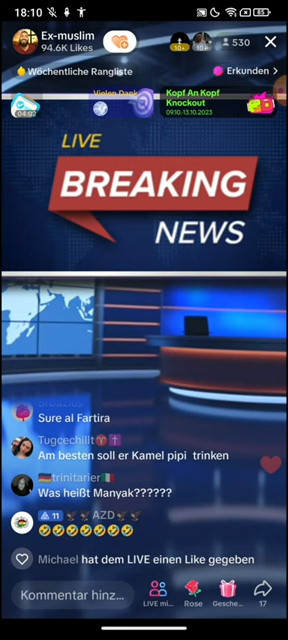 18:10
85
Ex-muslim
94.6K Likes
10+
10+
530
Wöchentliche Rangliste
Erkunden >
04:02
Vielen Dank
Kopf An Kopf
Knockout
09.10.-13.10.2023
LIVE
BREAKING
NEWS
Sure al Fartira
Tugcechillt♈✝️
Am besten soll er Kamel pipi trinken
🇩🇪trinitarier🇮🇹
Was heißt Manyak??????
11 🦅🦅AZD🦅🦅
🤣🤣🤣🤣🤣🤣🤣
Michael hat dem LIVE einen Like gegeben
Kommentar hinz...
LIVE mi...
Rose
Gesche...
17